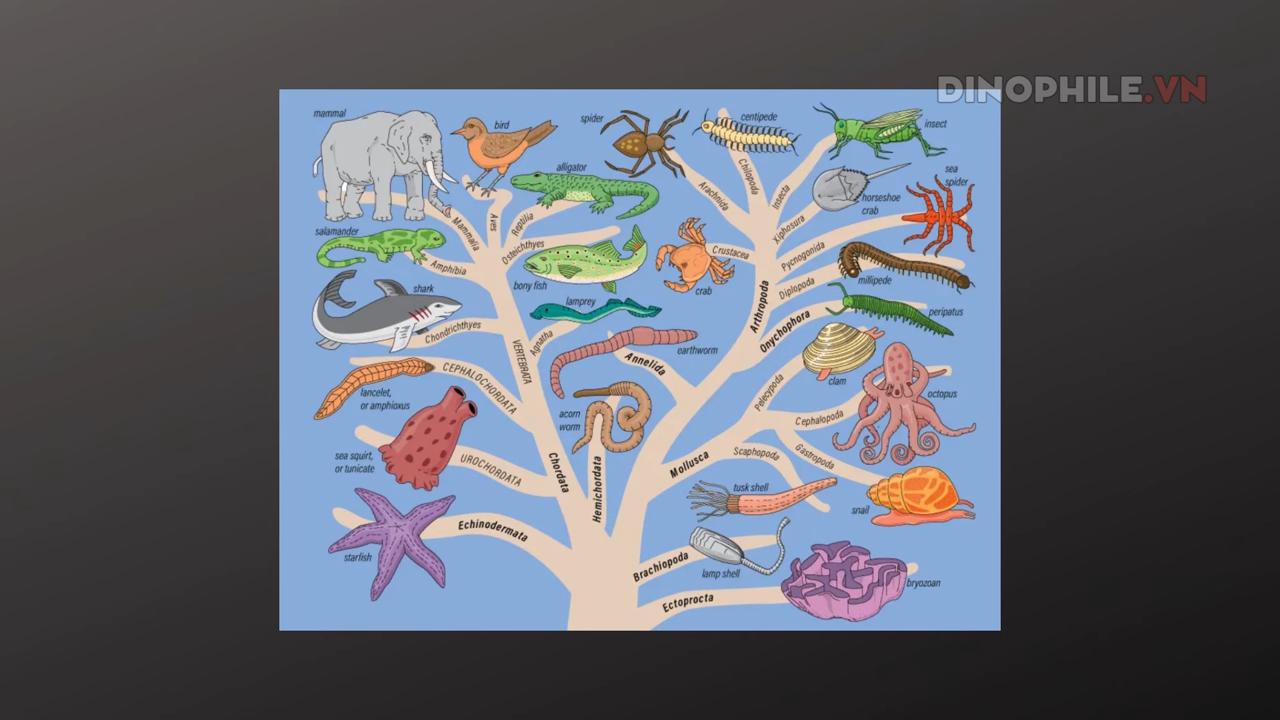 DINOPHILE.VN
mammal
bird
spider
centipede
insect
alligator
sea
spider
horseshoe
crab
salamander
Mammalia
Aves
Reptilia
Arachnida
Chilopoda
Insecta
Xiphosura
Amphibia
Osteichthyes
Crustacea
Pycnogonida
bony fish
crab
millipede
Diplopoda
shark
lamprey
Arthropoda
Onychophora
peripatus
Chondrichthyes
Agnatha
VERTEBRATA
earthworm
Annelida
clam
CEPHALOCHORDATA
lancelet,
or amphioxus
Pelecypoda
octopus
acorn
worm
Cephalopoda
sea squirt,
or tunicate
UROCHORDATA
Chordata
Hemichordata
Mollusca
Scaphopoda
Gastropoda
tusk shell
snail
Echinodermata
starfish
Brachiopoda
lamp shell
bryozoan
Ectoprocta